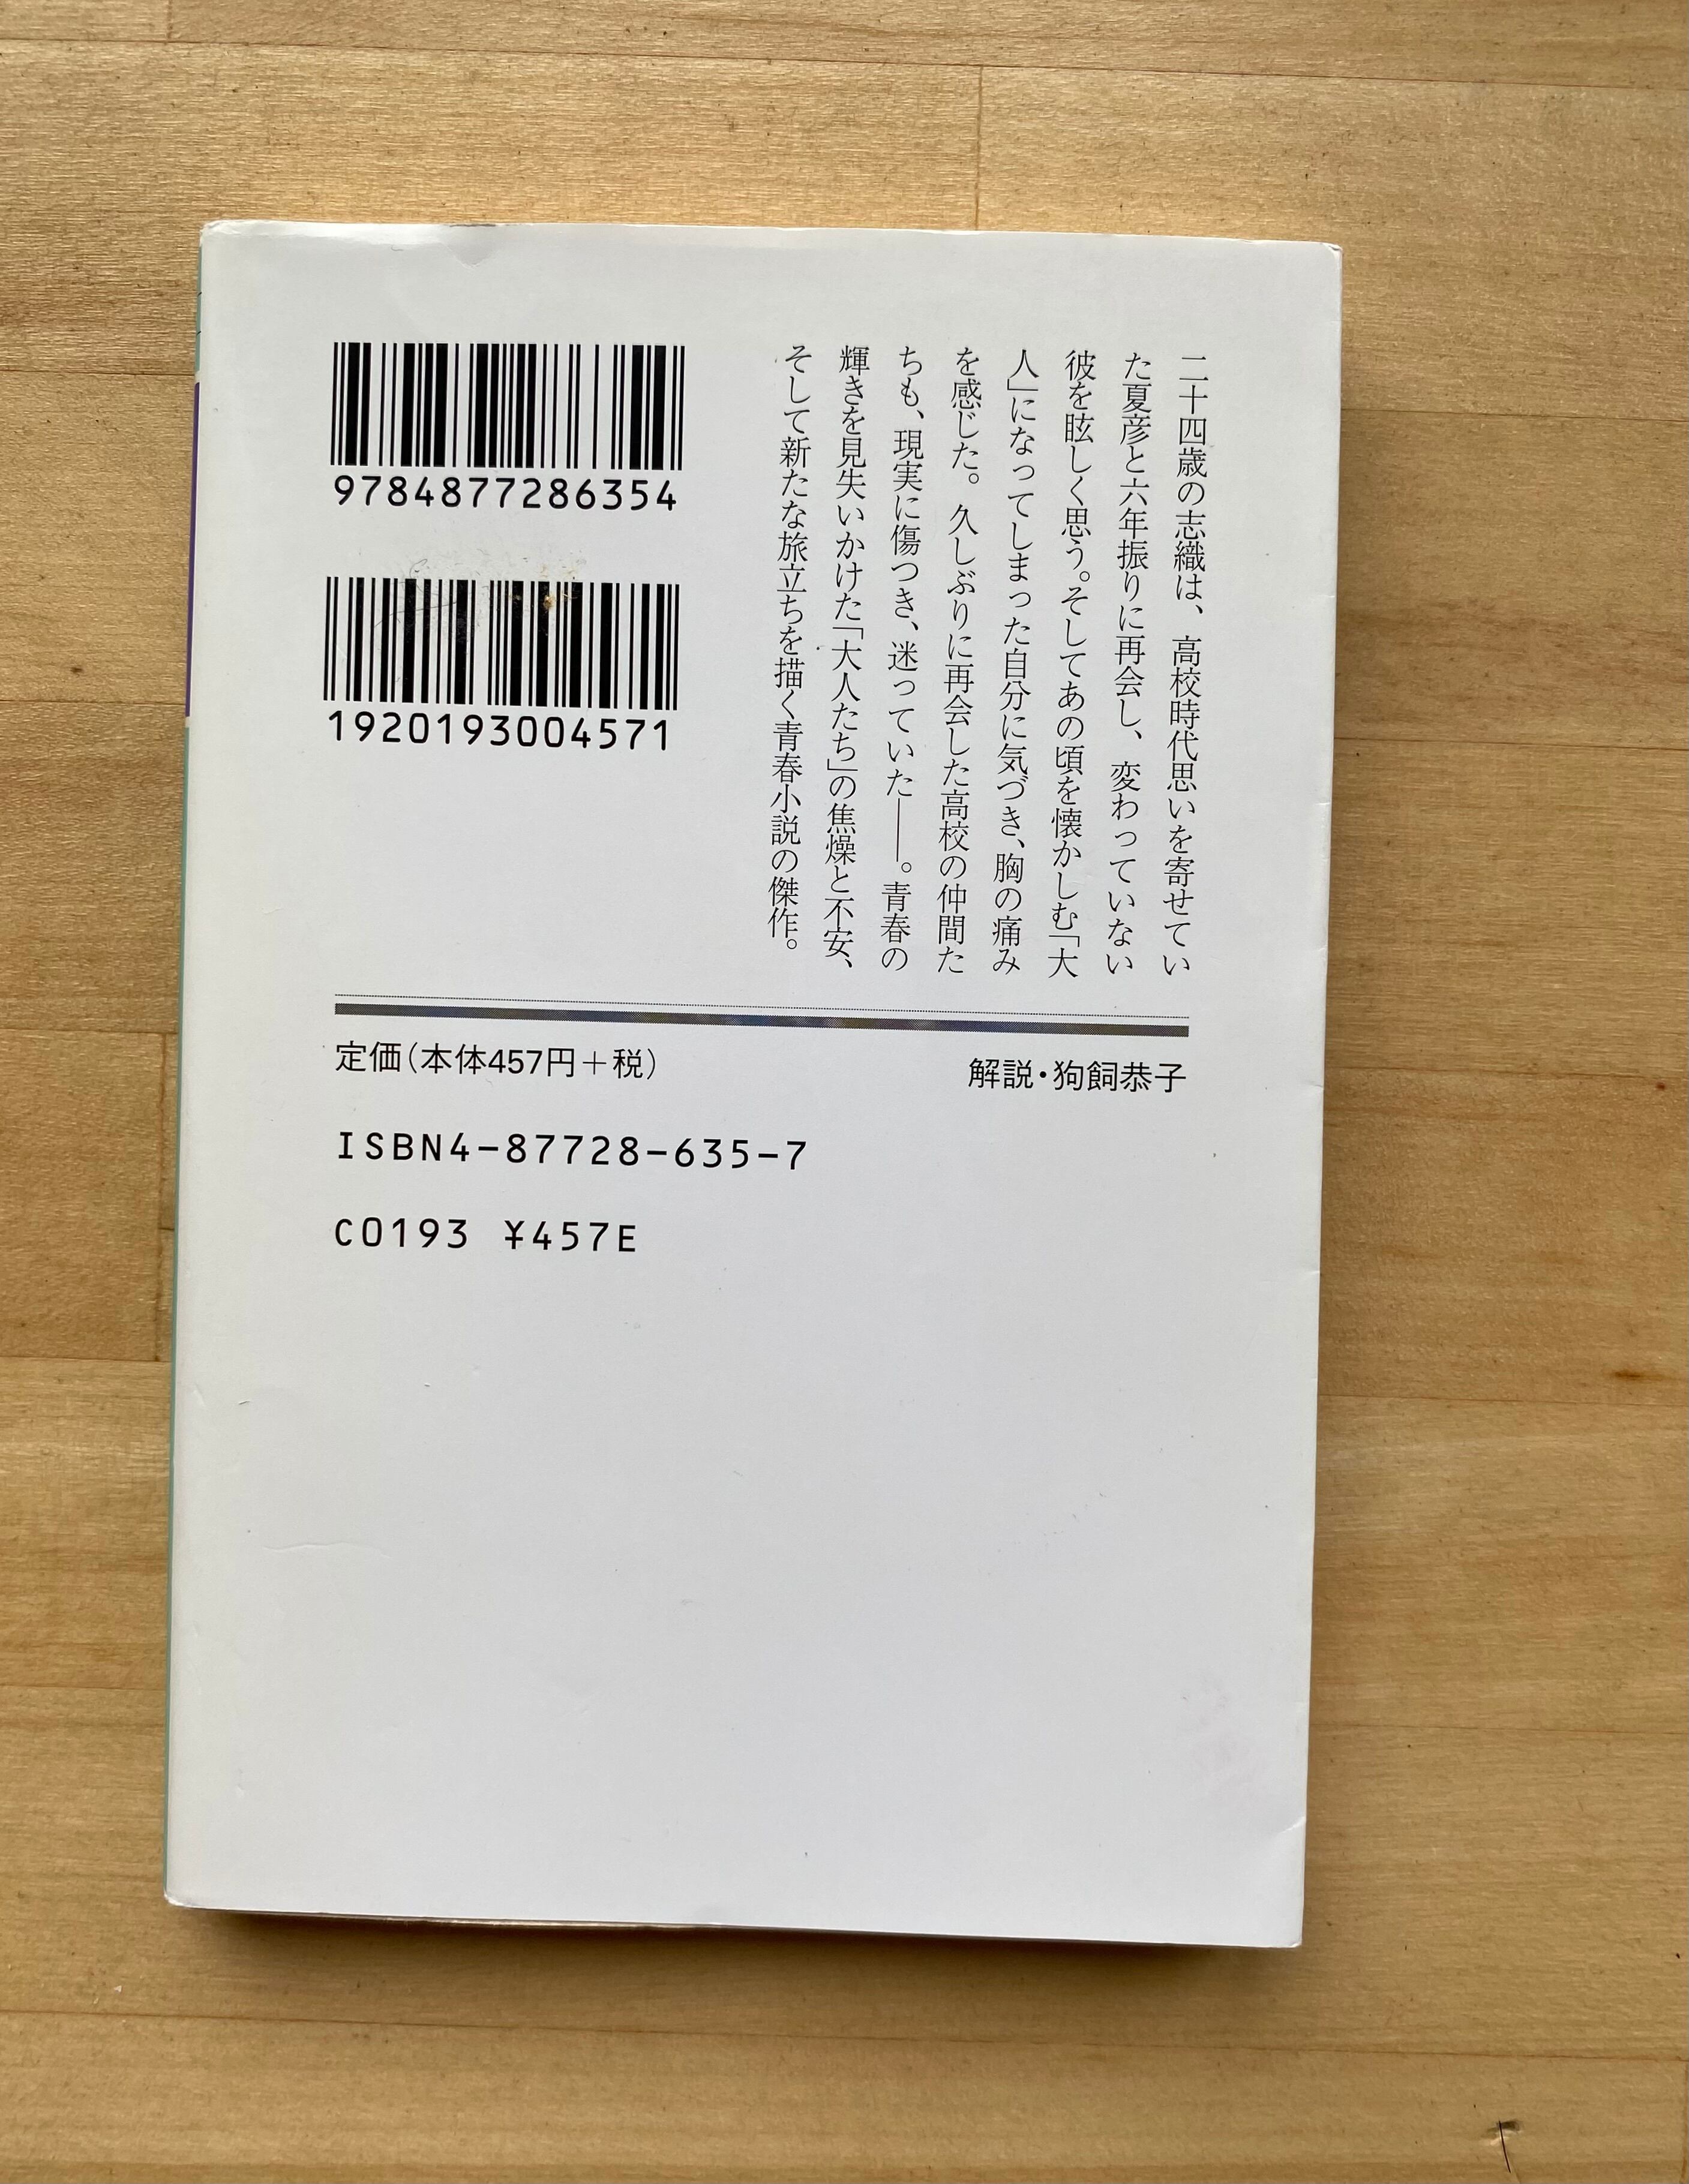 二十四歳の志織は、高校時代思いを寄せてい
た夏彦と六年振りに再会し、変わっていない
彼を眩しく思う。そしてあの頃を懐かしむ「大
人」になってしまった自分に気づき、胸の痛み
を感じた。久しぶりに再会した高校の仲間た
ちも、現実に傷つき、迷っていた――。青春の
輝きを見失いかけた「大人たち」の焦燥と不安、
そして新たな旅立ちを描く青春小説の傑作。
9784877286354
1920193004571
解説・狗飼恭子
定価(本体457円+税)
ISBN4-87728-635-7
C0193 ¥457E